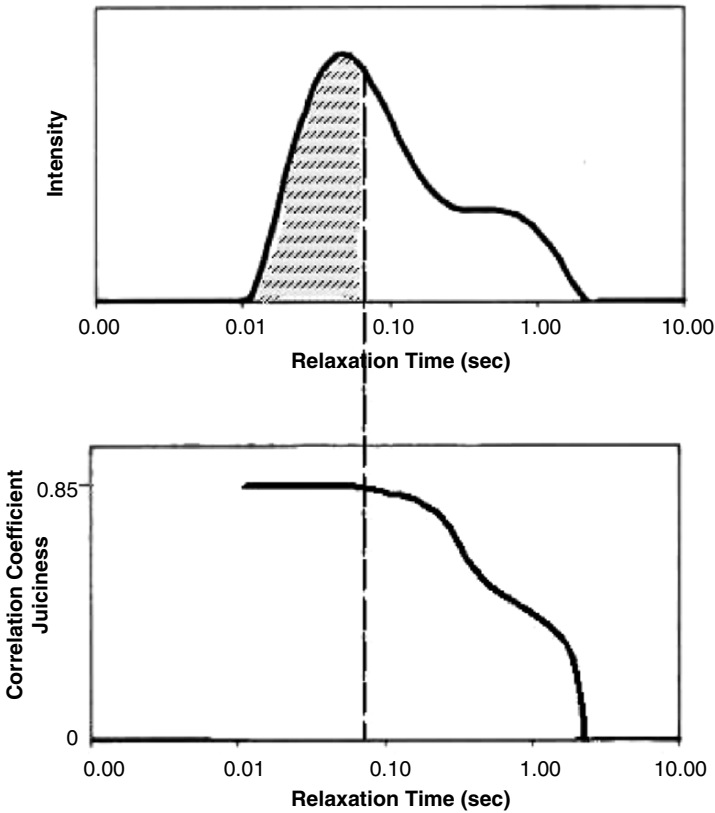 Intensity
0.00 0.01 0.10 1.00 10.00
Relaxation Time (sec)
Correlation Coefficient
Juiciness
0.85
0
0.00 0.01 0.10 1.00 10.00
Relaxation Time (sec)